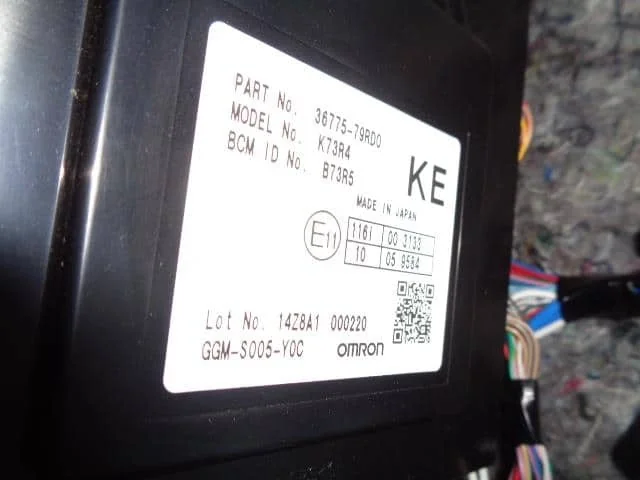 PART No. 36775-79RD0
MODEL No. K73R4
BCM ID No. B73R5
KE
MADE IN JAPAN
E11
1161 00 3133
10 05 9564
Lot No. 14Z8A1 000220
GGM-S005-Y0C
OMRON